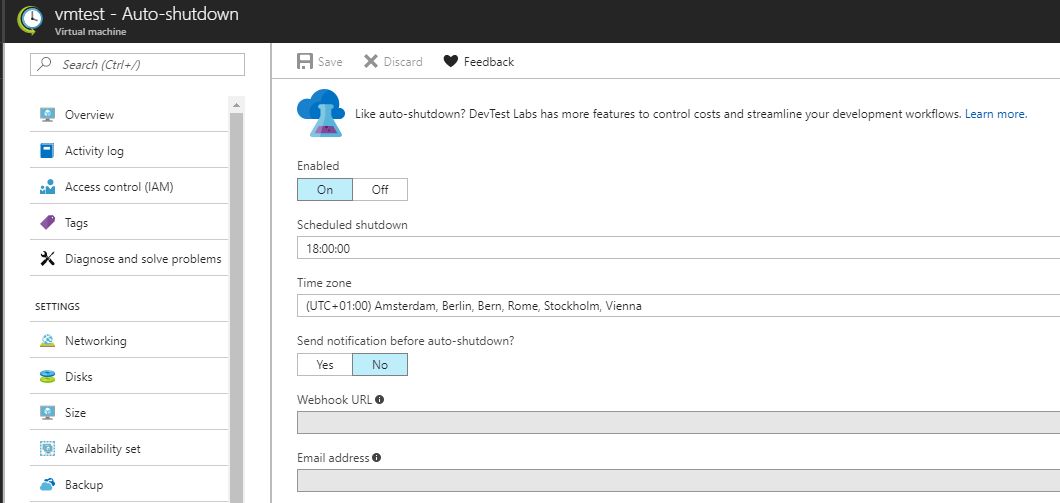 vmtest - Auto-shutdown
Virtual machine
Search (Ctrl+/)
Overview
Activity log
Access control (IAM)
Tags
Diagnose and solve problems
SETTINGS
Networking
Disks
Size
Availability set
Backup
Save Discard Feedback
Like auto-shutdown? DevTest Labs has more features to control costs and streamline your development workflows. Learn more.
Enabled
On Off
Scheduled shutdown
18:00:00
Time zone
(UTC+01:00) Amsterdam, Berlin, Bern, Rome, Stockholm, Vienna
Send notification before auto-shutdown?
Yes No
Webhook URL
Email address